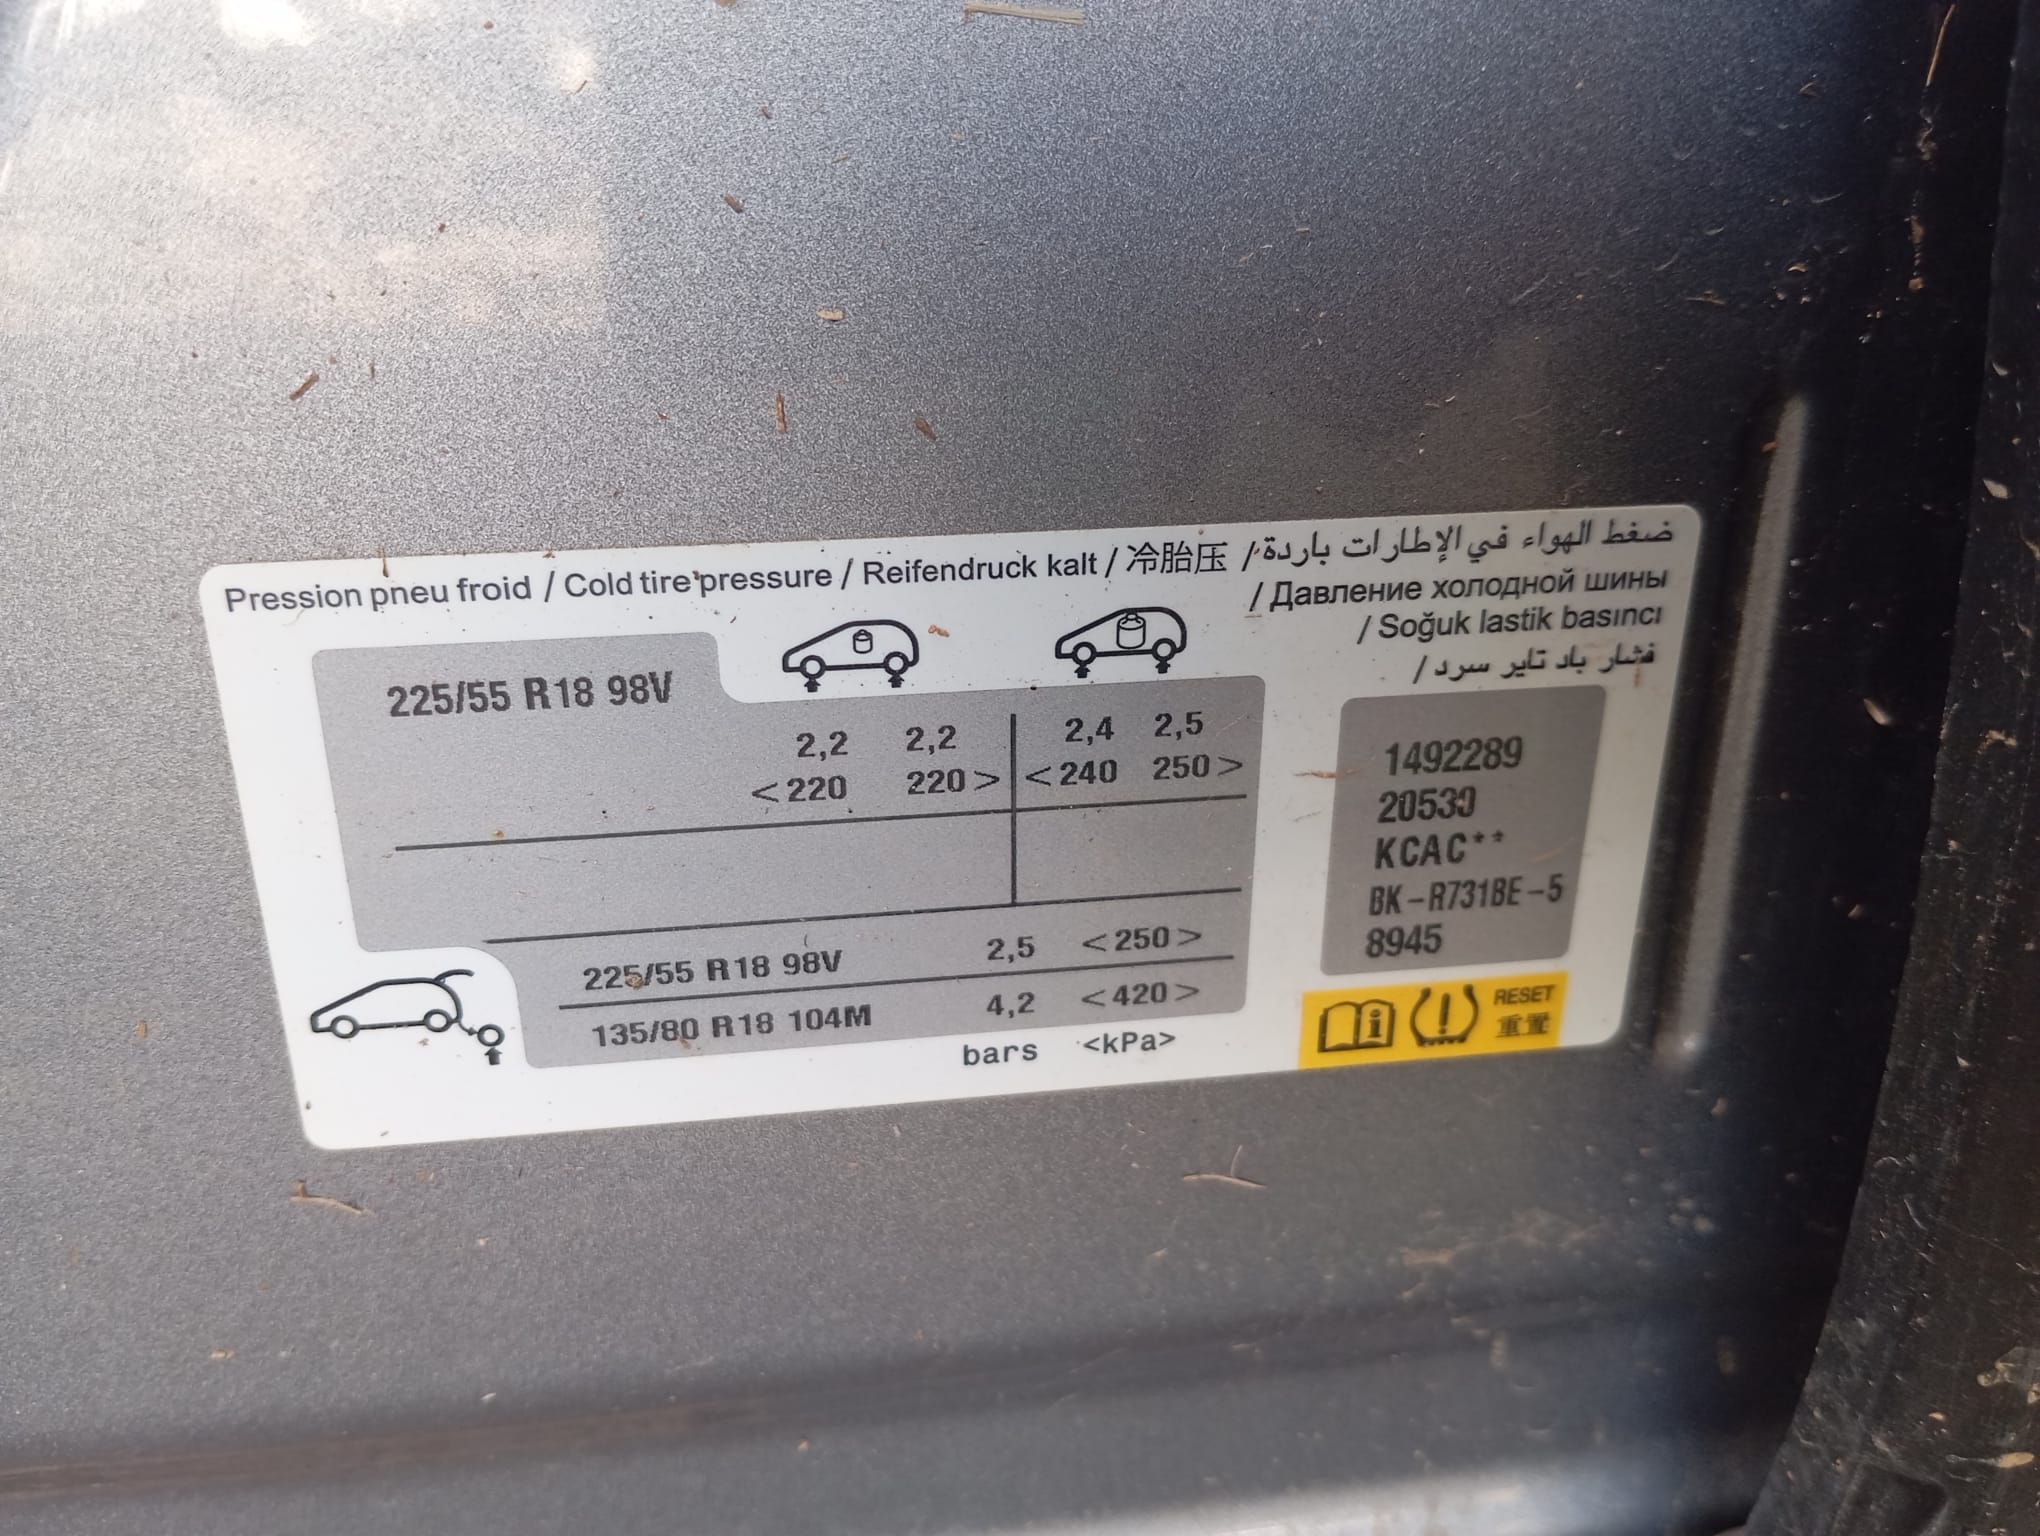 Pression pneu froid / Cold tire pressure / Reifendruck kalt / 冷胎压 / ضغط الهواء في الإطارات باردة
/ Давление холодной шины
/ Soğuk lastik basıncı
/ فشار باد تایر سرد
225/55 R18 98V
2,2 2,2 2,4 2,5
<220 220> <240 250>
225/55 R18 98V 2,5 <250>
135/80 R18 104M 4,2 <420>
bars <kPa>
1492289
20530
KCAC**
BK-R731BE-5
8945
RESET
重置